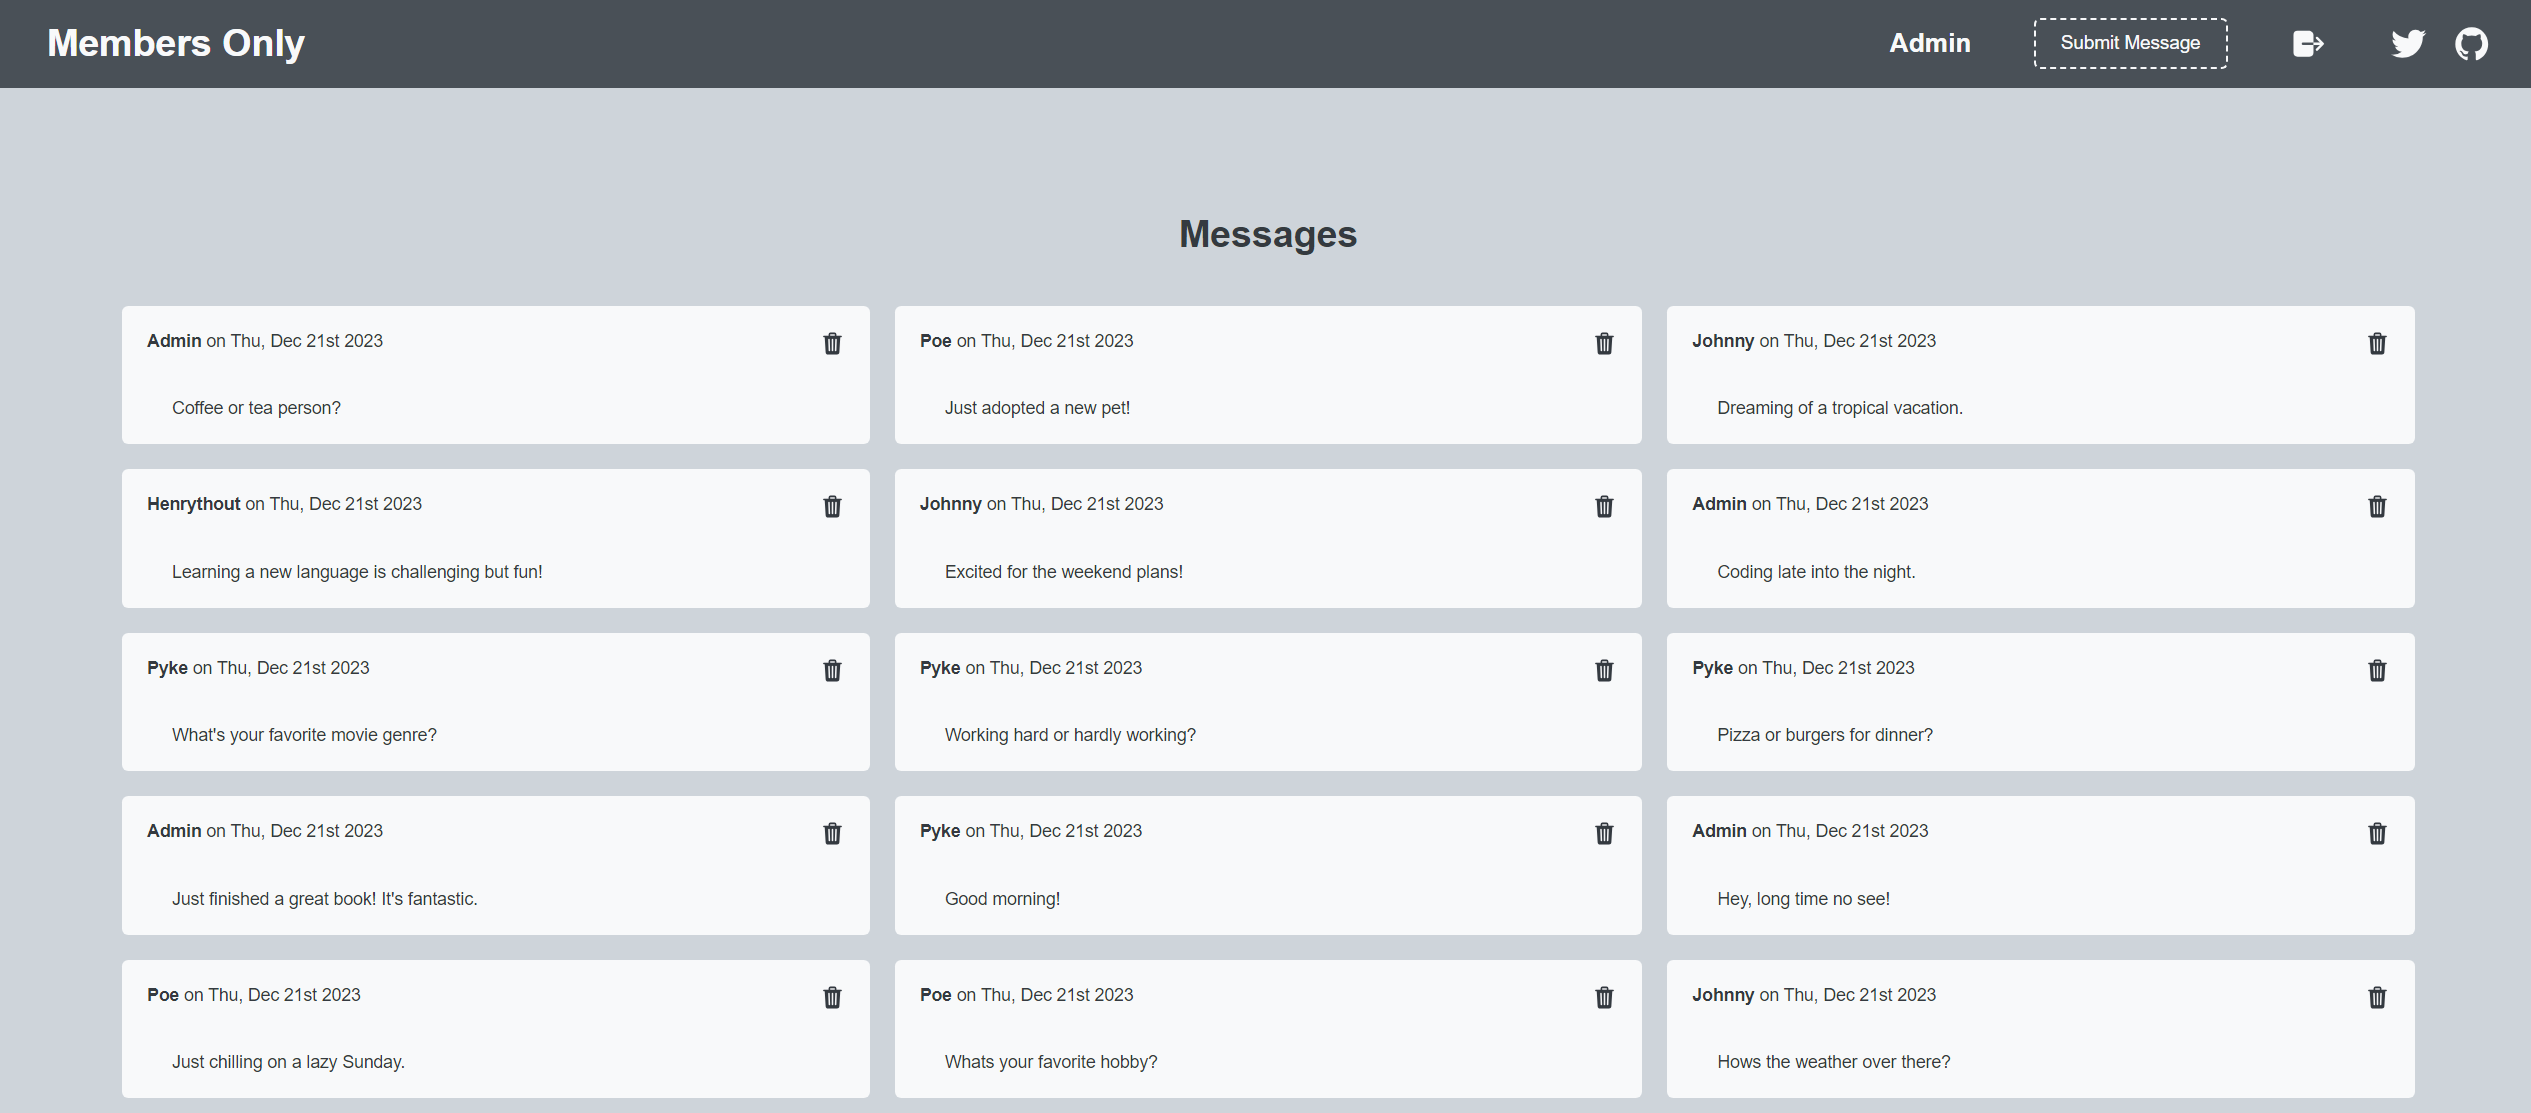 Members Only
Admin
Submit Message
Messages
Admin on Thu, Dec 21st 2023
Coffee or tea person?
Poe on Thu, Dec 21st 2023
Just adopted a new pet!
Johnny on Thu, Dec 21st 2023
Dreaming of a tropical vacation.
Henrythout on Thu, Dec 21st 2023
Learning a new language is challenging but fun!
Johnny on Thu, Dec 21st 2023
Excited for the weekend plans!
Admin on Thu, Dec 21st 2023
Coding late into the night.
Pyke on Thu, Dec 21st 2023
What's your favorite movie genre?
Pyke on Thu, Dec 21st 2023
Working hard or hardly working?
Pyke on Thu, Dec 21st 2023
Pizza or burgers for dinner?
Admin on Thu, Dec 21st 2023
Just finished a great book! It's fantastic.
Pyke on Thu, Dec 21st 2023
Good morning!
Admin on Thu, Dec 21st 2023
Hey, long time no see!
Poe on Thu, Dec 21st 2023
Just chilling on a lazy Sunday.
Poe on Thu, Dec 21st 2023
Whats your favorite hobby?
Johnny on Thu, Dec 21st 2023
Hows the weather over there?